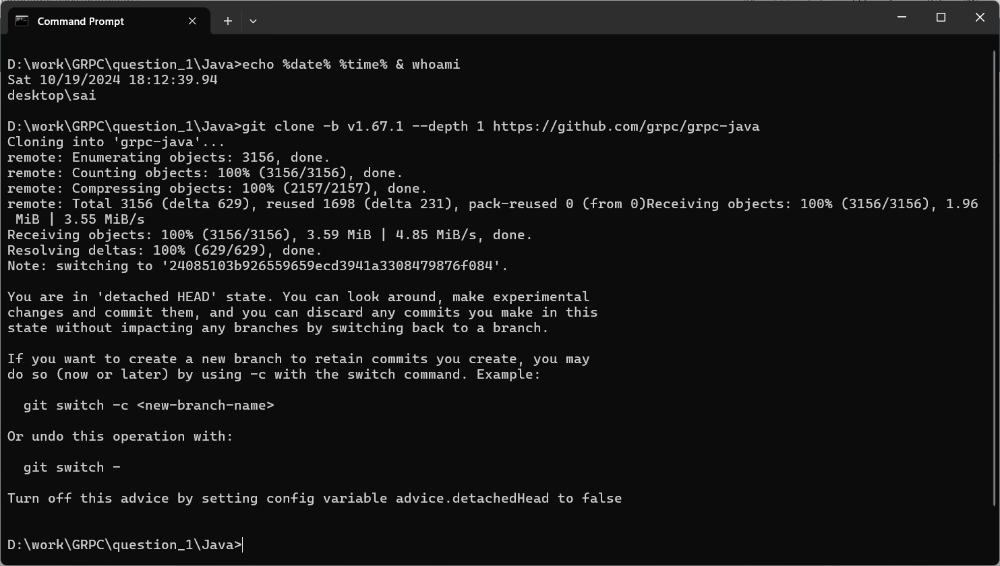 Command Prompt
D:\work\GRPC\question_1\Java>echo %date% %time% & whoami
Sat 10/19/2024 18:12:39.94
desktop\sai
D:\work\GRPC\question_1\Java>git clone -b v1.67.1 --depth 1 https://github.com/grpc/grpc-java
Cloning into 'grpc-java'...
remote: Enumerating objects: 3156, done.
remote: Counting objects: 100% (3156/3156), done.
remote: Compressing objects: 100% (2157/2157), done.
remote: Total 3156 (delta 629), reused 1698 (delta 231), pack-reused 0 (from 0)Receiving objects: 100% (3156/3156), 1.96
 MiB | 3.55 MiB/s
Receiving objects: 100% (3156/3156), 3.59 MiB | 4.85 MiB/s, done.
Resolving deltas: 100% (629/629), done.
Note: switching to '24085103b926559659ecd3941a3308479876f084'.
You are in 'detached HEAD' state. You can look around, make experimental
changes and commit them, and you can discard any commits you make in this
state without impacting any branches by switching back to a branch.
If you want to create a new branch to retain commits you create, you may
do so (now or later) by using -c with the switch command. Example:
  git switch -c <new-branch-name>
Or undo this operation with:
  git switch -
Turn off this advice by setting config variable advice.detachedHead to false
D:\work\GRPC\question_1\Java>